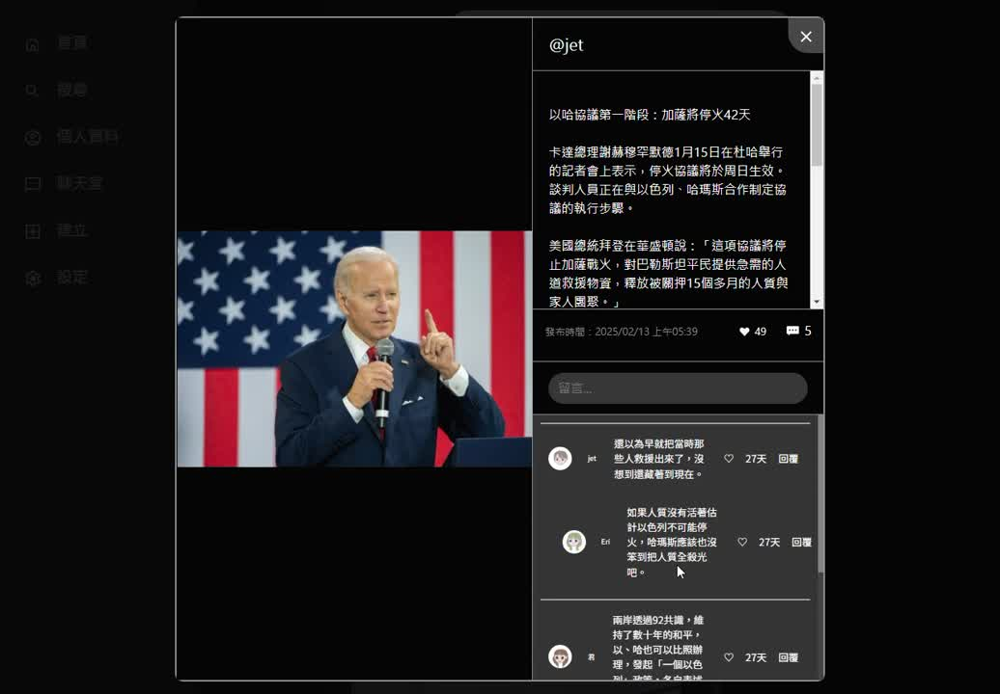 首頁
搜尋
個人資料
聊天室
建立
設定
@jet
以哈協議第一階段：加薩將停火42天
卡達總理謝赫穆罕默德1月15日在杜哈舉行
的記者會上表示，停火協議將於周日生效。
談判人員正在與以色列、哈瑪斯合作制定協
議的執行步驟。
美國總統拜登在華盛頓說：「這項協議將停
止加薩戰火，對巴勒斯坦平民提供急需的人
道救援物資，釋放被關押15個多月的人質與
家人團聚。」
發布時間：2025/02/13 上午05:39
49
5
留言...
jet
還以為早就把當時那
些人救援出來了，沒
想到還藏著到現在。
27天
回覆
Eri
如果人質沒有活著估
計以色列不可能停
火，哈瑪斯應該也沒
笨到把人質全殺光
吧。
27天
回覆
君
兩岸透過92共識，維
持了數十年的和平，
以、哈也可以比照辦
理，發起「一個以色
列」政策，各自表述
27天
回覆